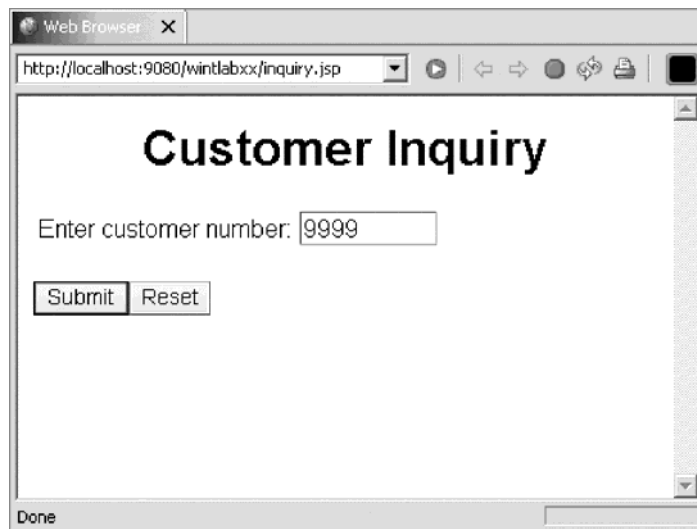 Web Browser
http://localhost:9080/wintlabxx/inquiry.jsp
Customer Inquiry
Enter customer number: 9999
Submit Reset
Done